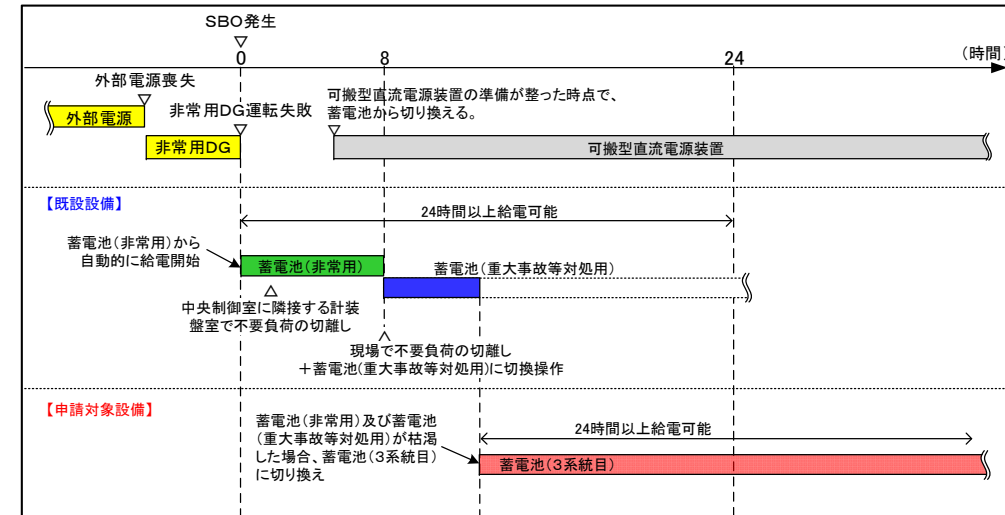 SBO発生
0
8
24
(時間)
外部電源喪失
外部電源
非常用DG運転失敗
非常用DG
可搬型直流電源装置の準備が整った時点で、
蓄電池から切り換える。
可搬型直流電源装置
【既設設備】
24時間以上給電可能
蓄電池(非常用)から
自動的に給電開始
蓄電池(非常用)
蓄電池(重大事故等対処用)
中央制御室に隣接する計装
盤室で不要負荷の切離し
現場で不要負荷の切離し
+蓄電池(重大事故等対処用)に切換操作
【申請対象設備】
蓄電池(非常用)及び蓄電池
(重大事故等対処用)が枯渇
した場合、蓄電池(3系統目)
に切り換え
24時間以上給電可能
蓄電池(3系統目)